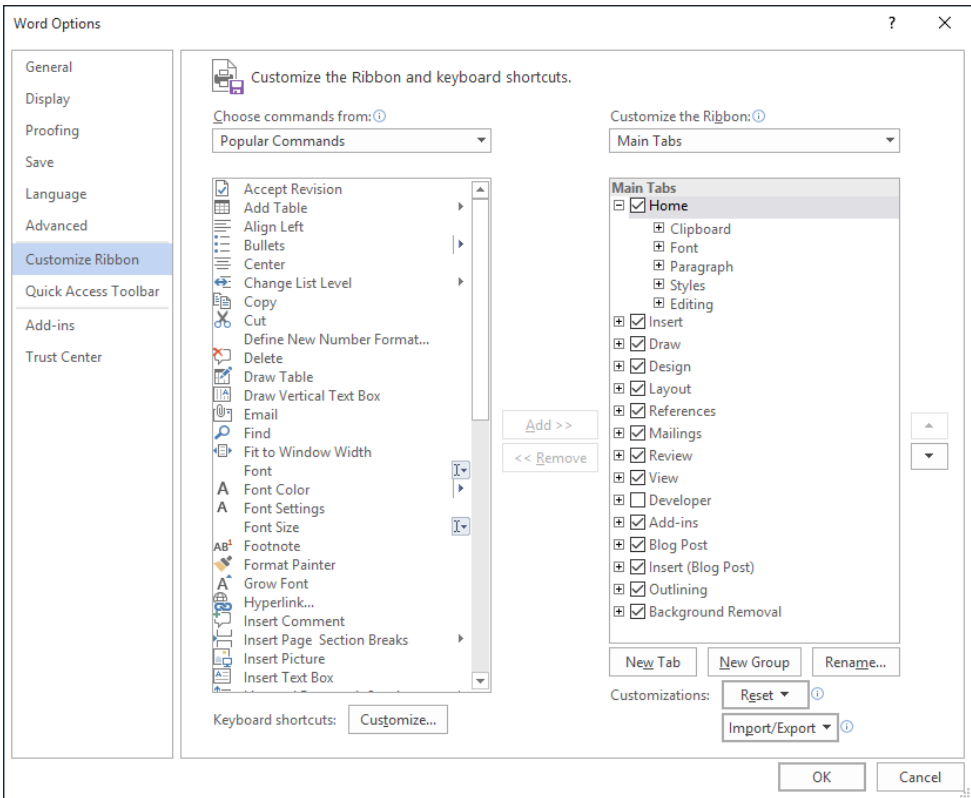 Word Options
?
General
Display
Proofing
Save
Language
Advanced
Customize Ribbon
Quick Access Toolbar
Add-ins
Trust Center
Customize the Ribbon and keyboard shortcuts.
Choose commands from:
Popular Commands
Accept Revision
Add Table
Align Left
Bullets
Center
Change List Level
Copy
Cut
Define New Number Format...
Delete
Draw Table
Draw Vertical Text Box
Email
Find
Fit to Window Width
Font
Font Color
Font Settings
Font Size
Footnote
Format Painter
Grow Font
Hyperlink...
Insert Comment
Insert Page  Section Breaks
Insert Picture
Insert Text Box
Keyboard shortcuts:
Customize...
Add >>
<< Remove
Customize the Ribbon:
Main Tabs
Main Tabs
Home
Clipboard
Font
Paragraph
Styles
Editing
Insert
Draw
Design
Layout
References
Mailings
Review
View
Developer
Add-ins
Blog Post
Insert (Blog Post)
Outlining
Background Removal
New Tab
New Group
Rename...
Customizations:
Reset
Import/Export
OK
Cancel